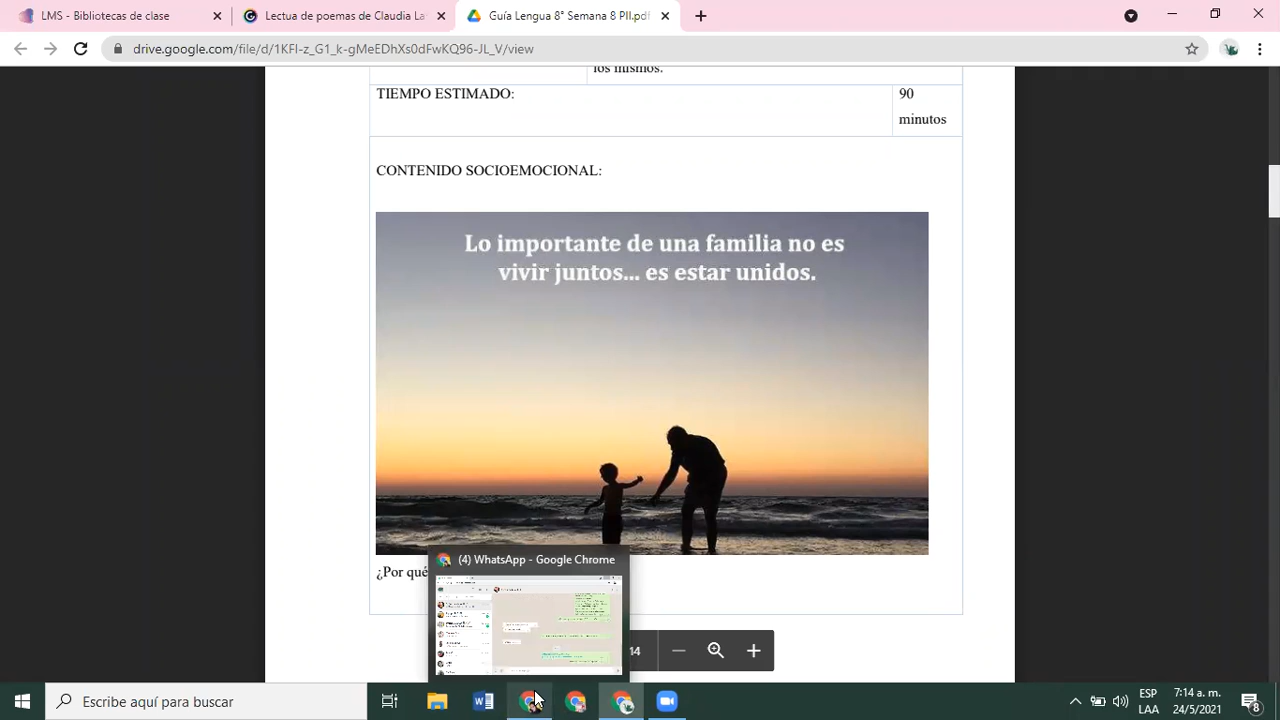 LMS - Bibliotecas de clase
Lectua de poemas de Claudia La
Guía Lengua 8° Semana 8 PII.pdf
drive.google.com/file/d/1KFI-z_G1_k-gMeEDhXs0dFwKQ96-JL_V/view
los mismos.
TIEMPO ESTIMADO:
90
minutos
CONTENIDO SOCIOEMOCIONAL:
Lo importante de una familia no es
vivir juntos... es estar unidos.
(4) WhatsApp - Google Chrome
¿Por qué
14
Escribe aquí para buscar
ESP
LAA
7:14 a. m.
24/5/2021
8